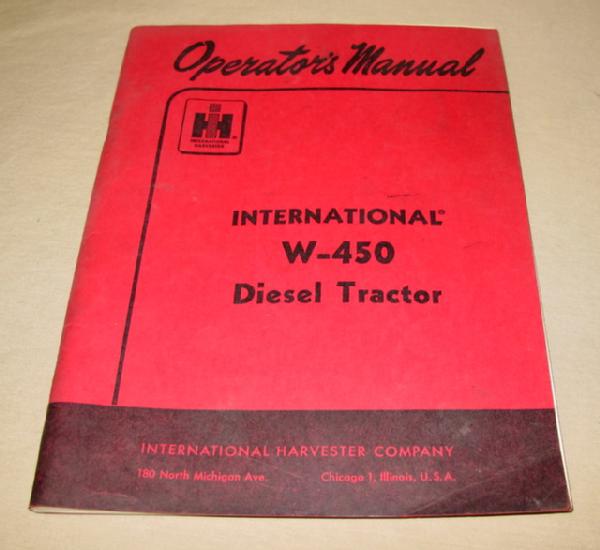 Operator's Manual
IH
INTERNATIONAL
HARVESTER
INTERNATIONAL®
W-450
Diesel Tractor
INTERNATIONAL HARVESTER COMPANY
180 North Michigan Ave. Chicago 1, Illinois, U.S.A.